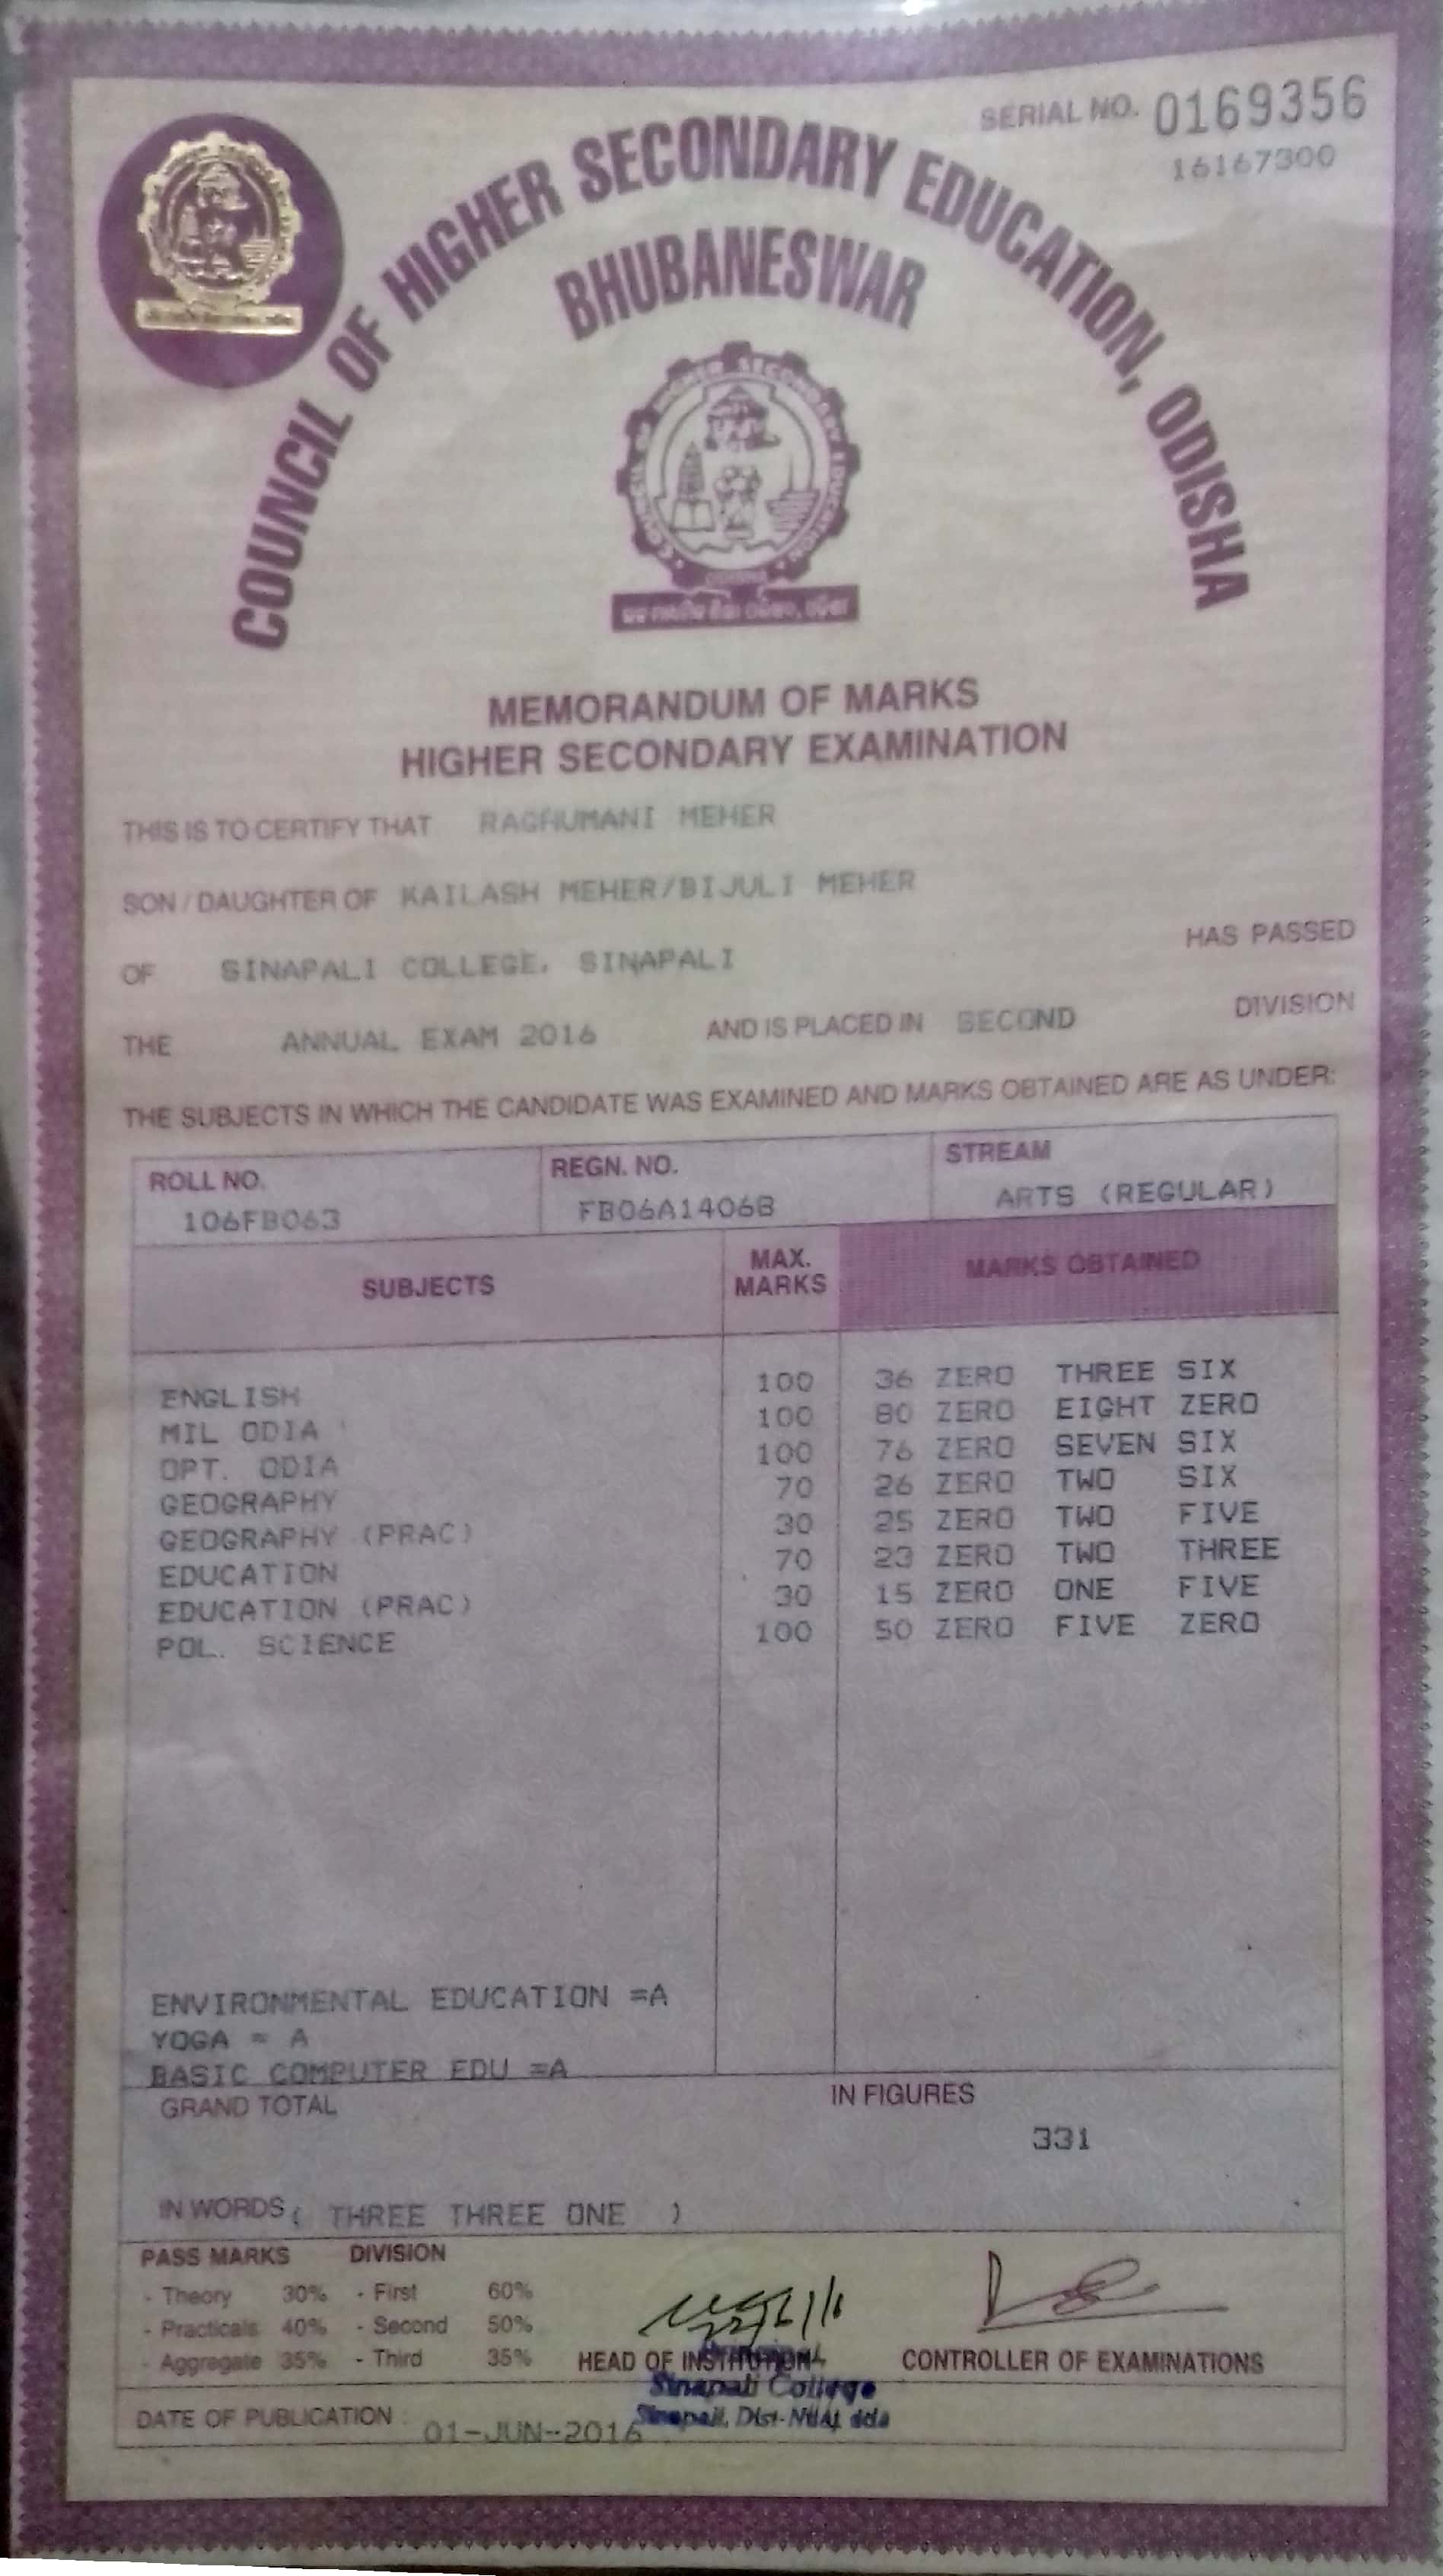 SERIAL NO. 0169356
16167300
COUNCIL OF HIGHER SECONDARY EDUCATION, ODISHA
BHUBANESWAR
COUNCIL OF HIGHER SECONDARY EDUCATION
MEMORANDUM OF MARKS
HIGHER SECONDARY EXAMINATION
THIS IS TO CERTIFY THAT RAGHUMANI MEHER
SON / DAUGHTER OF KAILASH MEHER/BIJULI MEHER
OF SINAPALI COLLEGE, SINAPALI HAS PASSED
THE ANNUAL EXAM 2016 AND IS PLACED IN SECOND DIVISION
THE SUBJECTS IN WHICH THE CANDIDATE WAS EXAMINED AND MARKS OBTAINED ARE AS UNDER:
ROLL NO. REGN. NO. STREAM
106FB063 FB06A14068 ARTS (REGULAR)
SUBJECTS MAX. MARKS MARKS OBTAINED
ENGLISH 100 36 ZERO THREE SIX
MIL ODIA 100 80 ZERO EIGHT ZERO
OPT. ODIA 100 76 ZERO SEVEN SIX
GEOGRAPHY 70 26 ZERO TWO SIX
GEOGRAPHY (PRAC) 30 25 ZERO TWO FIVE
EDUCATION 70 23 ZERO TWO THREE
EDUCATION (PRAC) 30 15 ZERO ONE FIVE
POL. SCIENCE 100 50 ZERO FIVE ZERO
ENVIRONMENTAL EDUCATION =A
YOGA = A
BASIC COMPUTER EDU =A
GRAND TOTAL IN FIGURES
331
IN WORDS ( THREE THREE ONE )
PASS MARKS DIVISION
- Theory 30% - First 60%
- Practicals 40% - Second 50%
- Aggregate 35% - Third 35%
HEAD OF INSTITUTION CONTROLLER OF EXAMINATIONS
Principal
Sinapali College
Sinapali, Dist-
DATE OF PUBLICATION : 01-JUN-2016